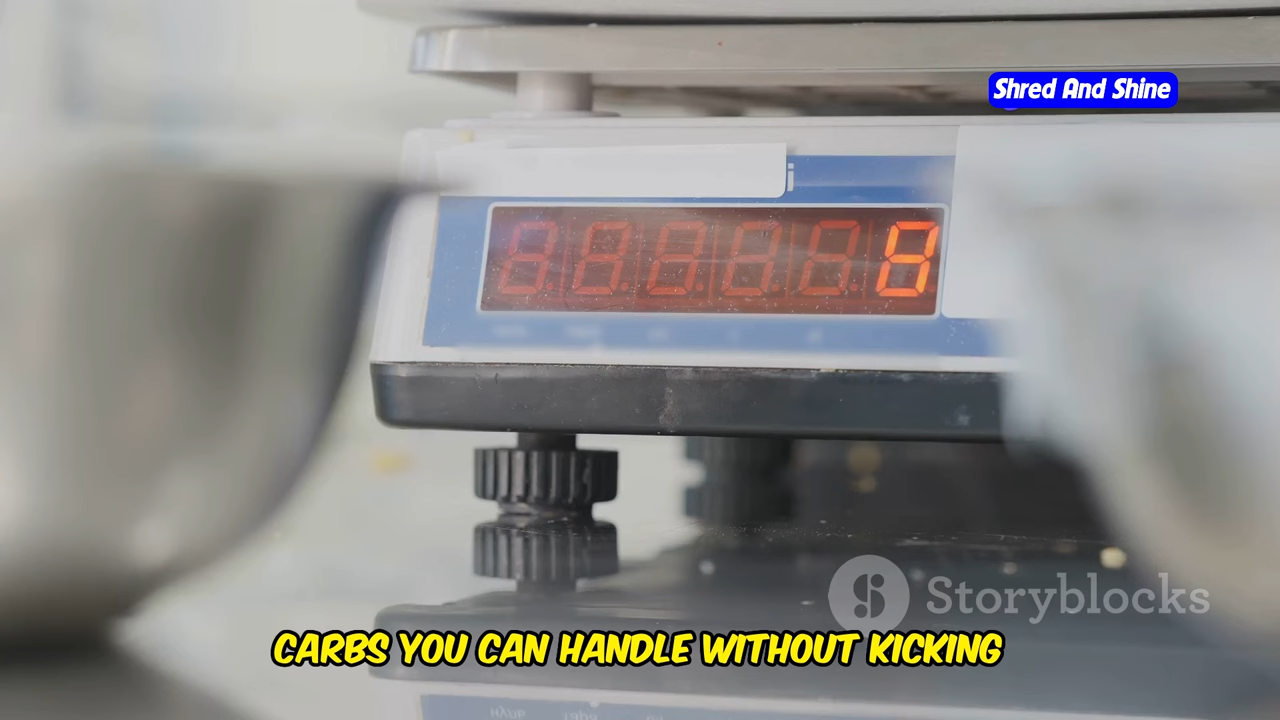 Shred And Shine
i
Storyblocks
CARBS YOU CAN HANDLE WITHOUT KICKING